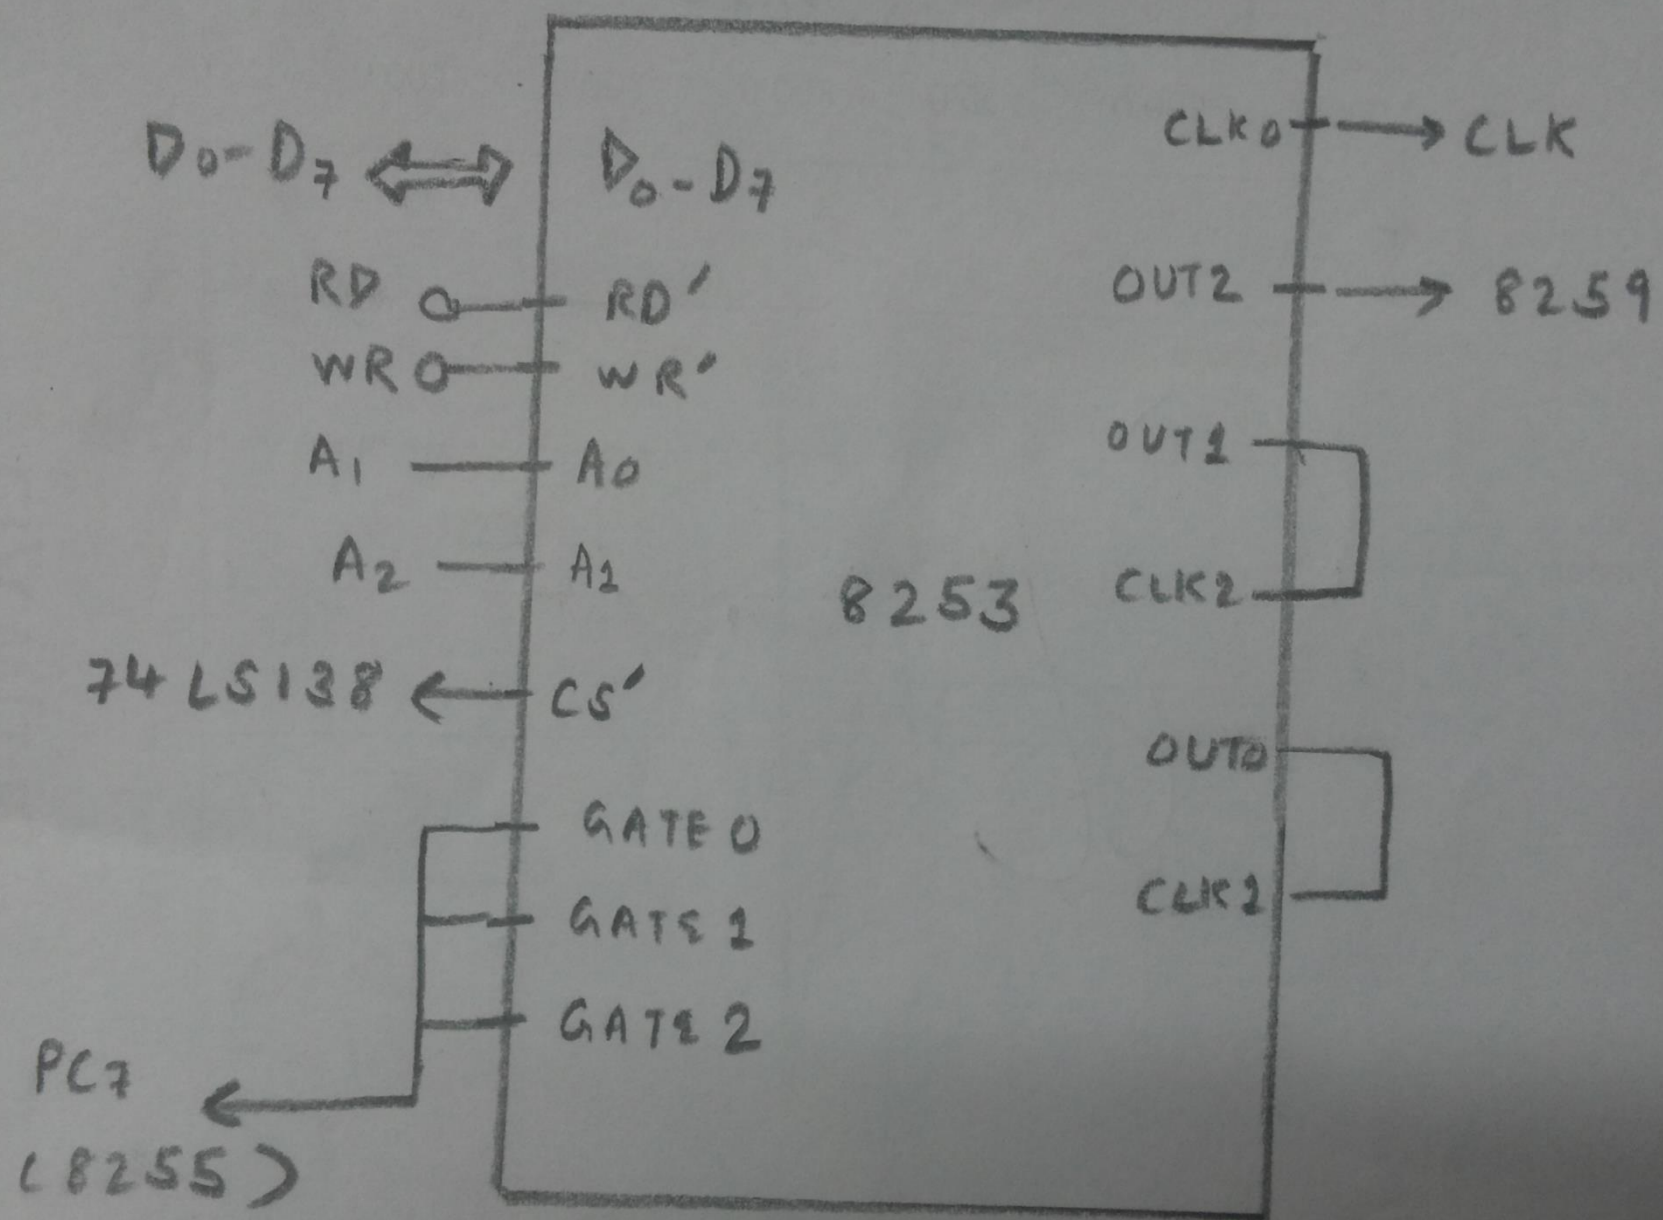 D0-D7 D0-D7 CLK0 CLK
RD RD' OUT2 8259
WR WR'
A1 A0 OUT1
A2 A1 8253 CLK2
74LS138 CS'
OUT0
GATE 0
GATE 1 CLK1
GATE 2
PC7
(8255)